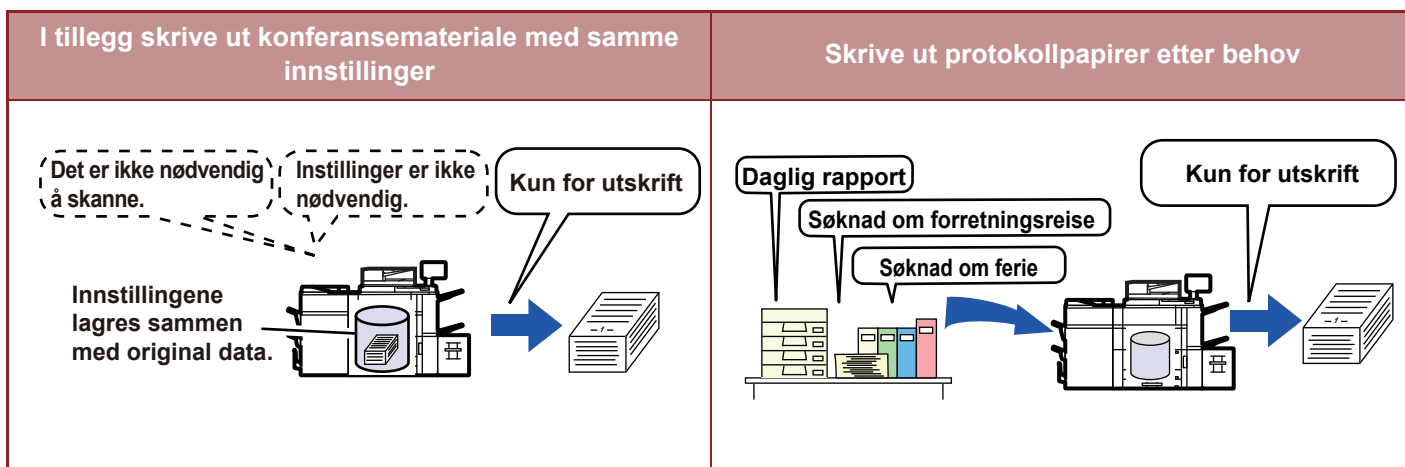 I tillegg skrive ut konferansemateriale med samme
innstillinger
Skrive ut protokollpapirer etter behov
Det er ikke nødvendig
å skanne.
Instillinger er ikke
nødvendig.
Kun for utskrift
Innstillingene
lagres sammen
med original data.
-1-
Daglig rapport
Søknad om forretningsreise
Søknad om ferie
Kun for utskrift
-1-